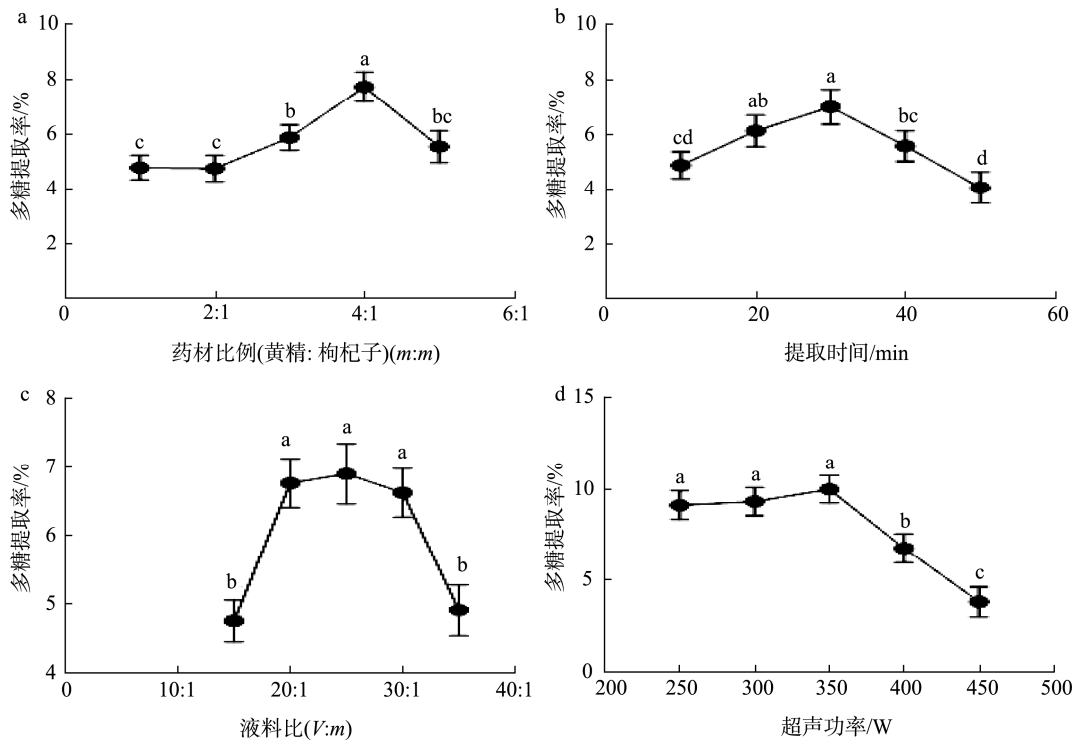 a
10
8
6
4
2
0
2:1
4:1
6:1
c
c
b
a
bc
多糖提取率/%
药材比例(黄精: 枸杞子)(m:m)
b
10
8
6
4
2
0
20
40
60
cd
ab
a
bc
d
多糖提取率/%
提取时间/min
c
8
7
6
5
4
0
10:1
20:1
30:1
40:1
b
a
a
a
b
多糖提取率/%
液料比(V:m)
d
15
10
5
0
200
250
300
350
400
450
500
a
a
a
b
c
多糖提取率/%
超声功率/W